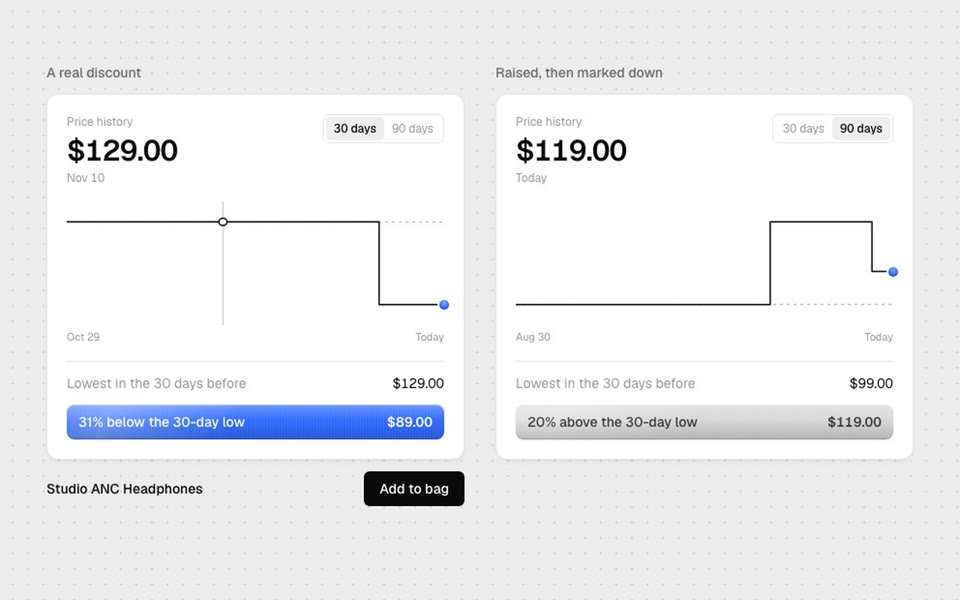 A real discount
Price history
30 days 90 days
$129.00
Nov 10
Oct 29 Today
Lowest in the 30 days before $129.00
31% below the 30-day low $89.00
Studio ANC Headphones
Add to bag
Raised, then marked down
Price history
30 days 90 days
$119.00
Today
Aug 30 Today
Lowest in the 30 days before $99.00
20% above the 30-day low $119.00